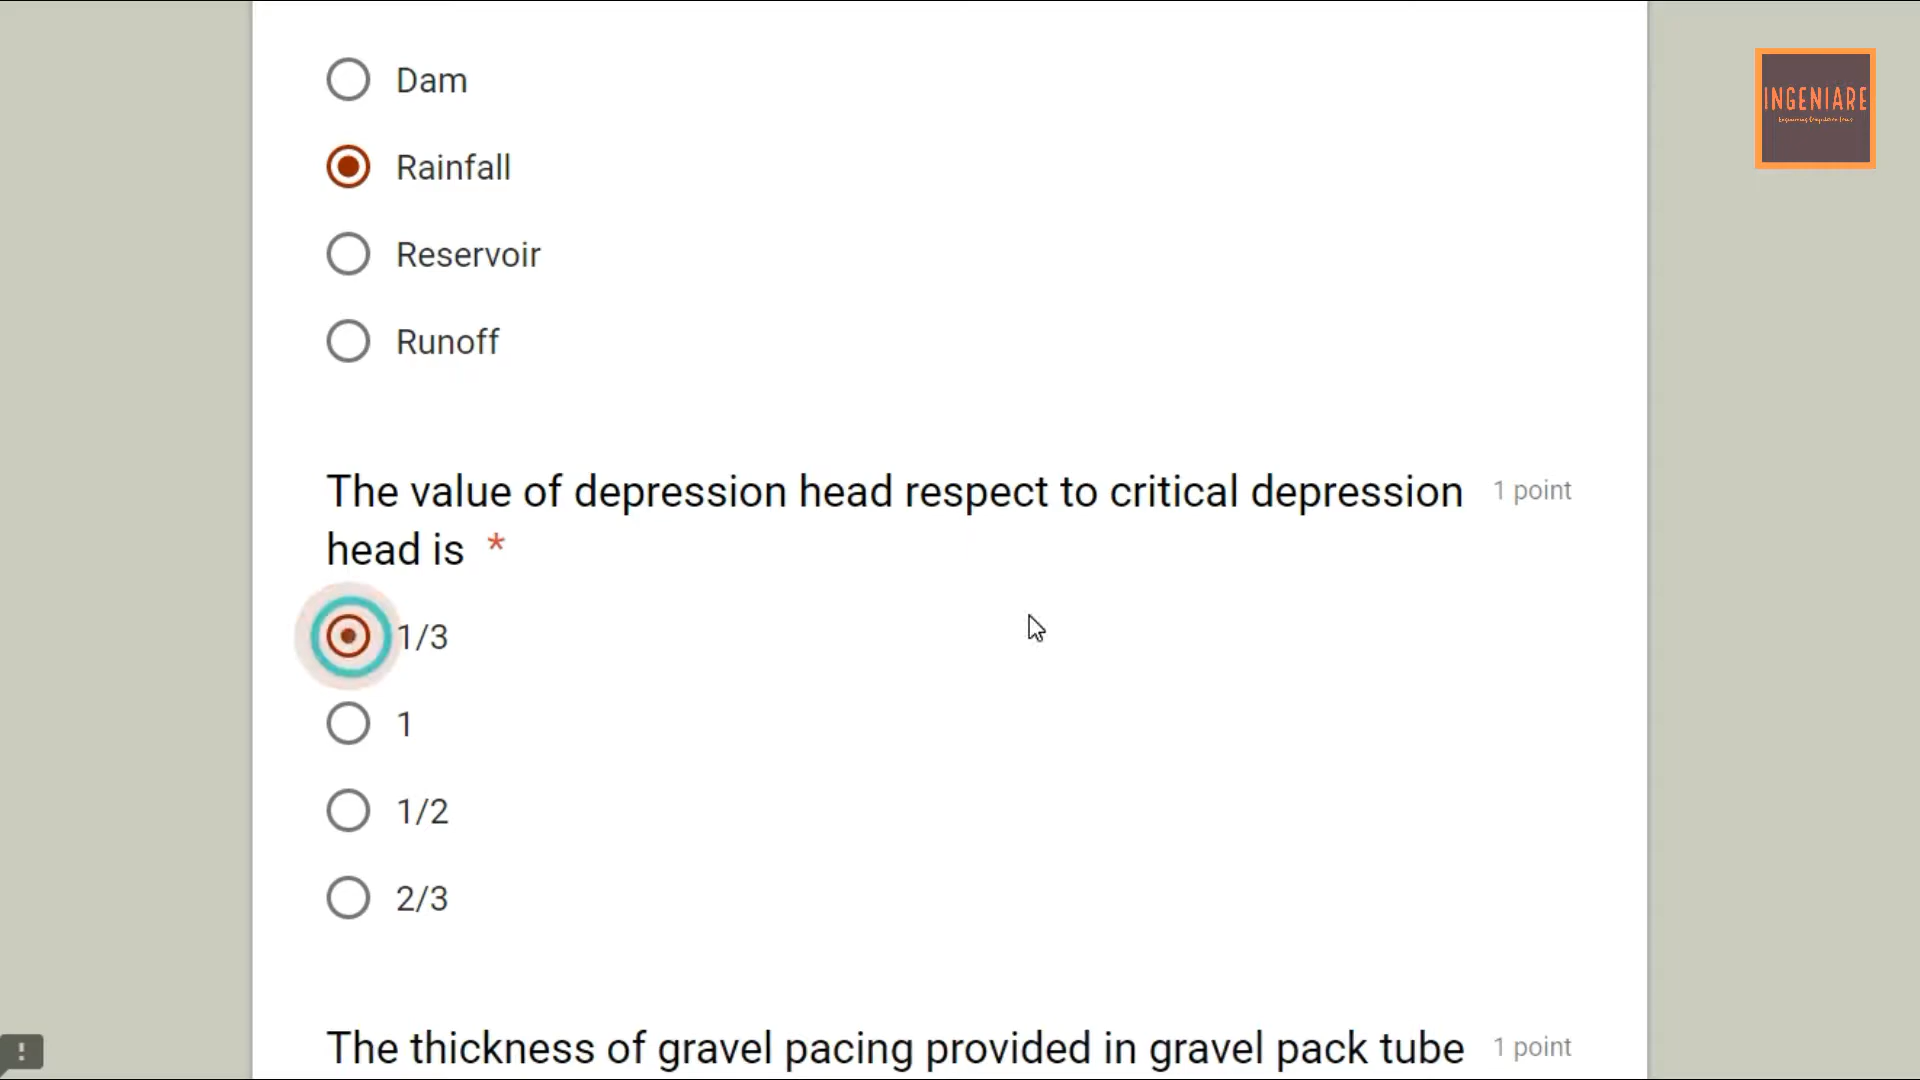 Dam
INGENIARE
Rainfall
Reservoir
Runoff
The value of depression head respect to critical depression
1 point
head is *
1/3
1
1/2
2/3
The thickness of gravel pacing provided in gravel pack tube
1 point
!